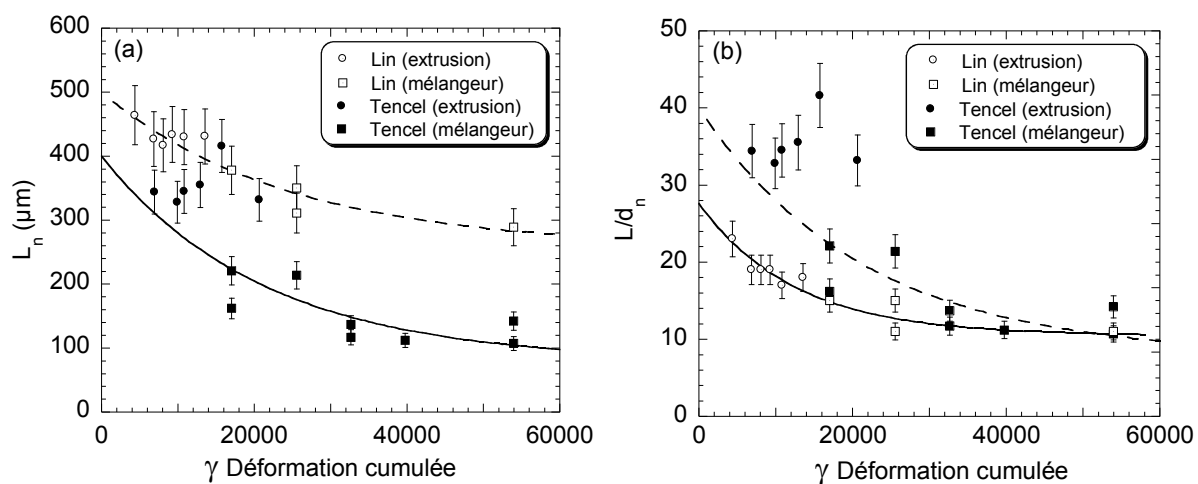 (a)
Lin (extrusion)
Lin (mélangeur)
Tencel (extrusion)
Tencel (mélangeur)
600
500
400
300
200
100
0
Ln (µm)
0 20000 40000 60000
γ Déformation cumulée
(b)
Lin (extrusion)
Lin (mélangeur)
Tencel (extrusion)
Tencel (mélangeur)
50
40
30
20
10
0
L/dn
0 20000 40000 60000
γ Déformation cumulée